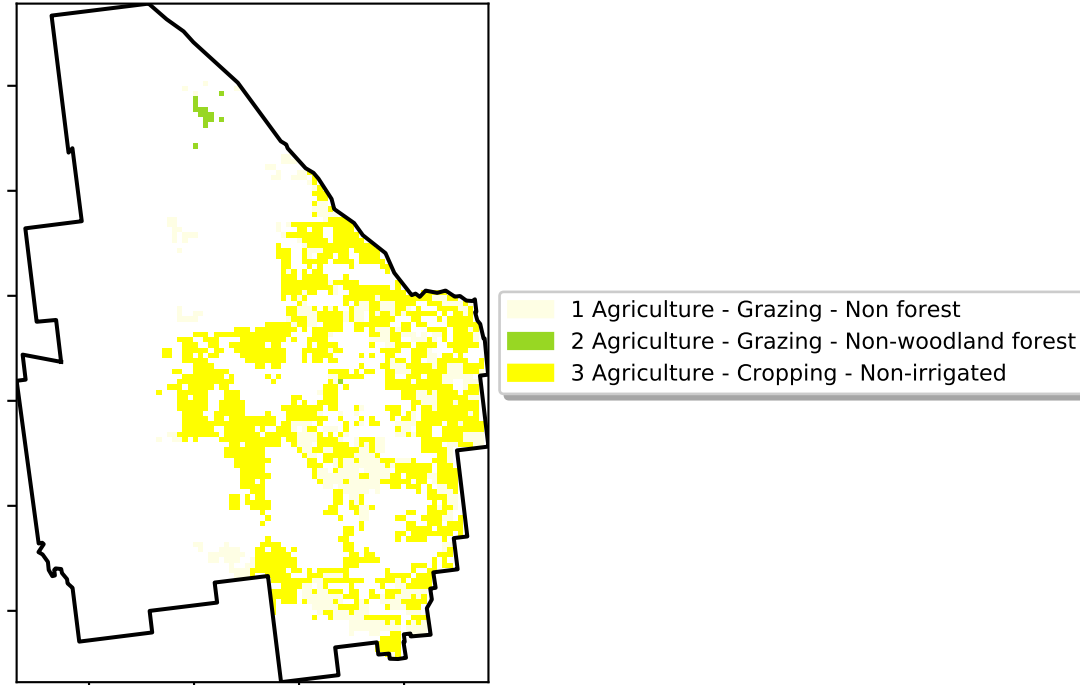 1 Agriculture - Grazing - Non forest
2 Agriculture - Grazing - Non-woodland forest
3 Agriculture - Cropping - Non-irrigated